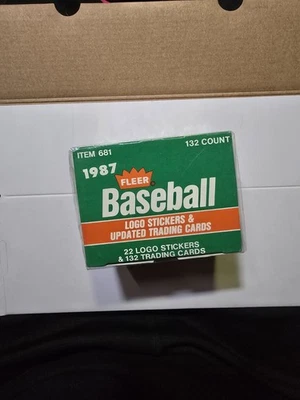 ITEM 681 132 COUNT
1987
FLEER
Baseball
LOGO STICKERS &
UPDATED TRADING CARDS
22 LOGO STICKERS
& 132 TRADING CARDS